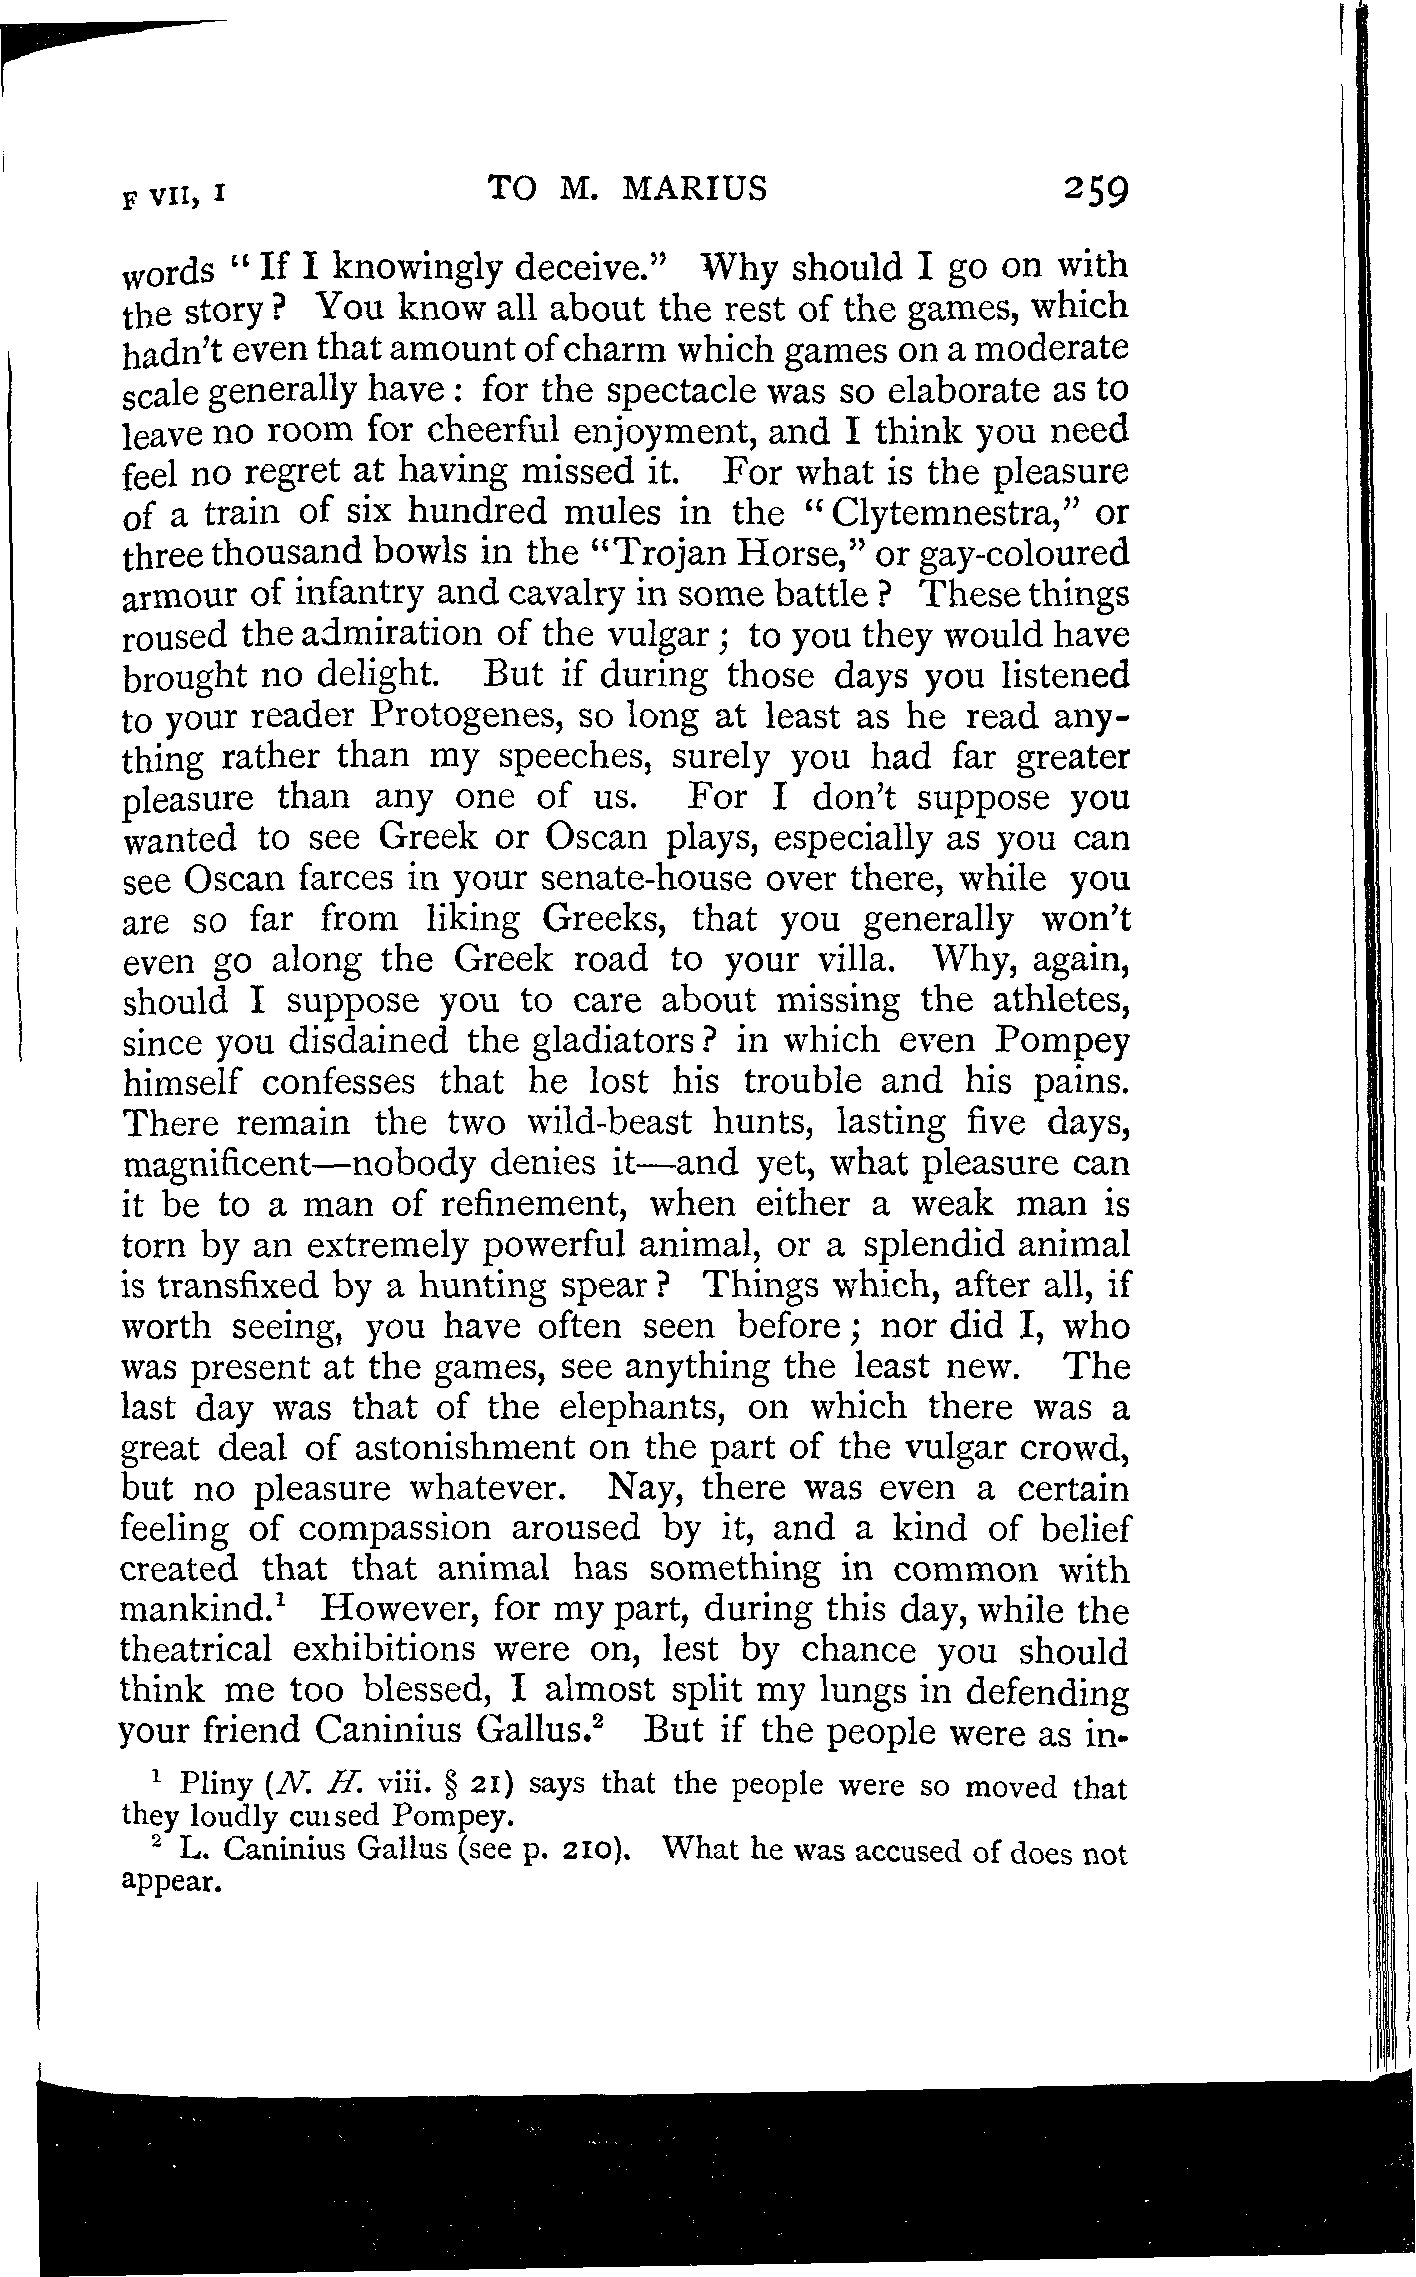 F VII, I TO M. MARIUS 259
words "If I knowingly deceive." Why should I go on with
the story? You know all about the rest of the games, which
hadn't even that amount of charm which games on a moderate
scale generally have: for the spectacle was so elaborate as to
leave no room for cheerful enjoyment, and I think you need
feel no regret at having missed it. For what is the pleasure
of a train of six hundred mules in the "Clytemnestra," or
three thousand bowls in the "Trojan Horse," or gay-coloured
armour of infantry and cavalry in some battle? These things
roused the admiration of the vulgar; to you they would have
brought no delight. But if during those days you listened
to your reader Protogenes, so long at least as he read any-
thing rather than my speeches, surely you had far greater
pleasure than any one of us. For I don't suppose you
wanted to see Greek or Oscan plays, especially as you can
see Oscan farces in your senate-house over there, while you
are so far from liking Greeks, that you generally won't
even go along the Greek road to your villa. Why, again,
should I suppose you to care about missing the athletes,
since you disdained the gladiators? in which even Pompey
himself confesses that he lost his trouble and his pains.
There remain the two wild-beast hunts, lasting five days,
magnificent—nobody denies it—and yet, what pleasure can
it be to a man of refinement, when either a weak man is
torn by an extremely powerful animal, or a splendid animal
is transfixed by a hunting spear? Things which, after all, if
worth seeing, you have often seen before; nor did I, who
was present at the games, see anything the least new. The
last day was that of the elephants, on which there was a
great deal of astonishment on the part of the vulgar crowd,
but no pleasure whatever. Nay, there was even a certain
feeling of compassion aroused by it, and a kind of belief
created that that animal has something in common with
mankind.¹ However, for my part, during this day, while the
theatrical exhibitions were on, lest by chance you should
think me too blessed, I almost split my lungs in defending
your friend Caninius Gallus.² But if the people were as in-
¹ Pliny (N. H. viii. § 21) says that the people were so moved that
they loudly cursed Pompey.
² L. Caninius Gallus (see p. 210). What he was accused of does not
appear.